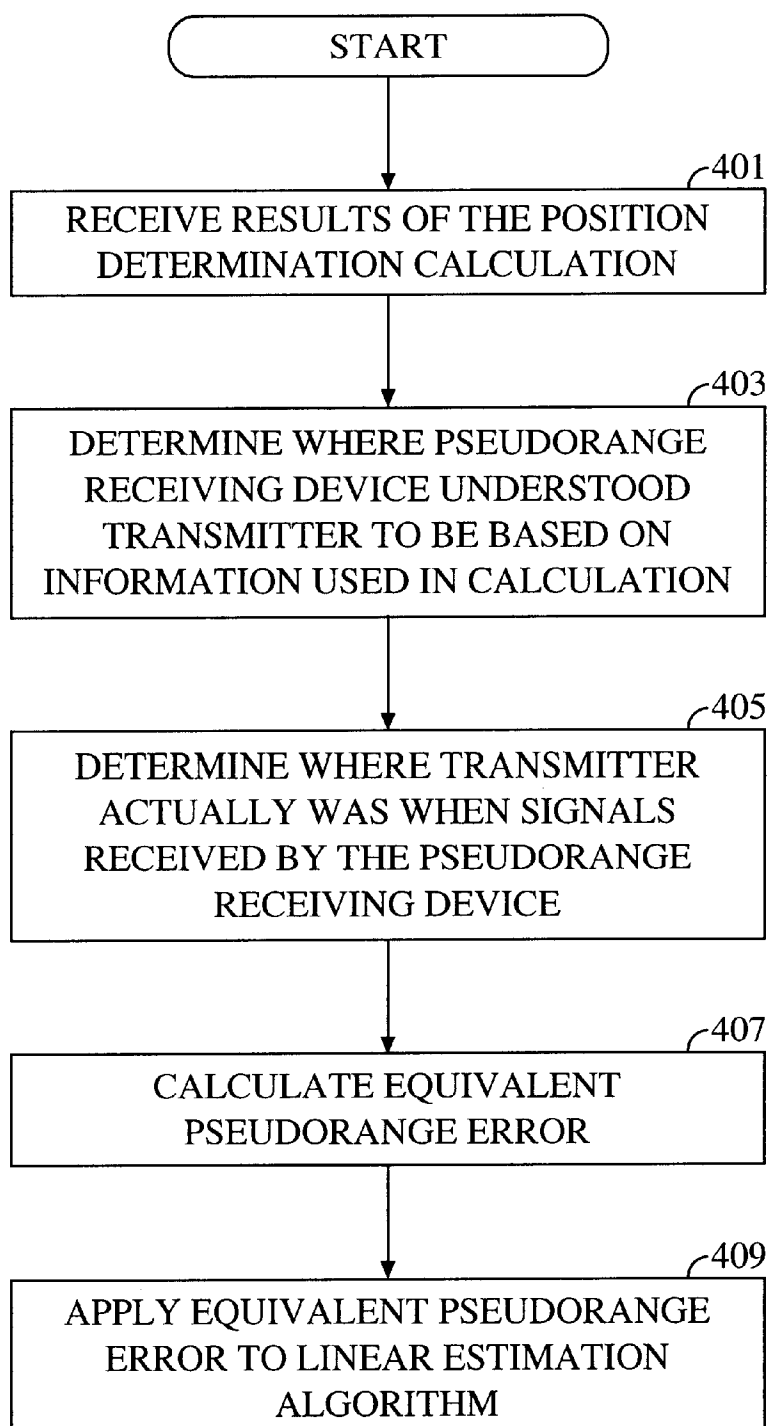 START
401
RECEIVE RESULTS OF THE POSITION
DETERMINATION CALCULATION
403
DETERMINE WHERE PSEUDORANGE
RECEIVING DEVICE UNDERSTOOD
TRANSMITTER TO BE BASED ON
INFORMATION USED IN CALCULATION
405
DETERMINE WHERE TRANSMITTER
ACTUALLY WAS WHEN SIGNALS
RECEIVED BY THE PSEUDORANGE
RECEIVING DEVICE
407
CALCULATE EQUIVALENT
PSEUDORANGE ERROR
409
APPLY EQUIVALENT PSEUDORANGE
ERROR TO LINEAR ESTIMATION
ALGORITHM